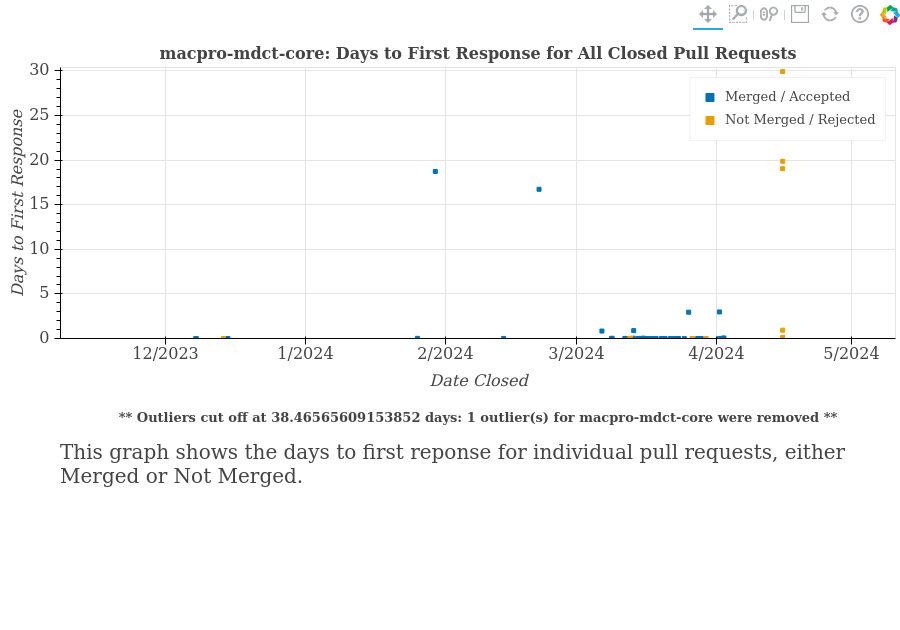 macpro-mdct-core: Days to First Response for All Closed Pull Requests
30
25
20
15
10
5
0
Days to First Response
Merged / Accepted
Not Merged / Rejected
12/2023 1/2024 2/2024 3/2024 4/2024 5/2024
Date Closed
** Outliers cut off at 38.46565609153852 days: 1 outlier(s) for macpro-mdct-core were removed **
This graph shows the days to first reponse for individual pull requests, either
Merged or Not Merged.